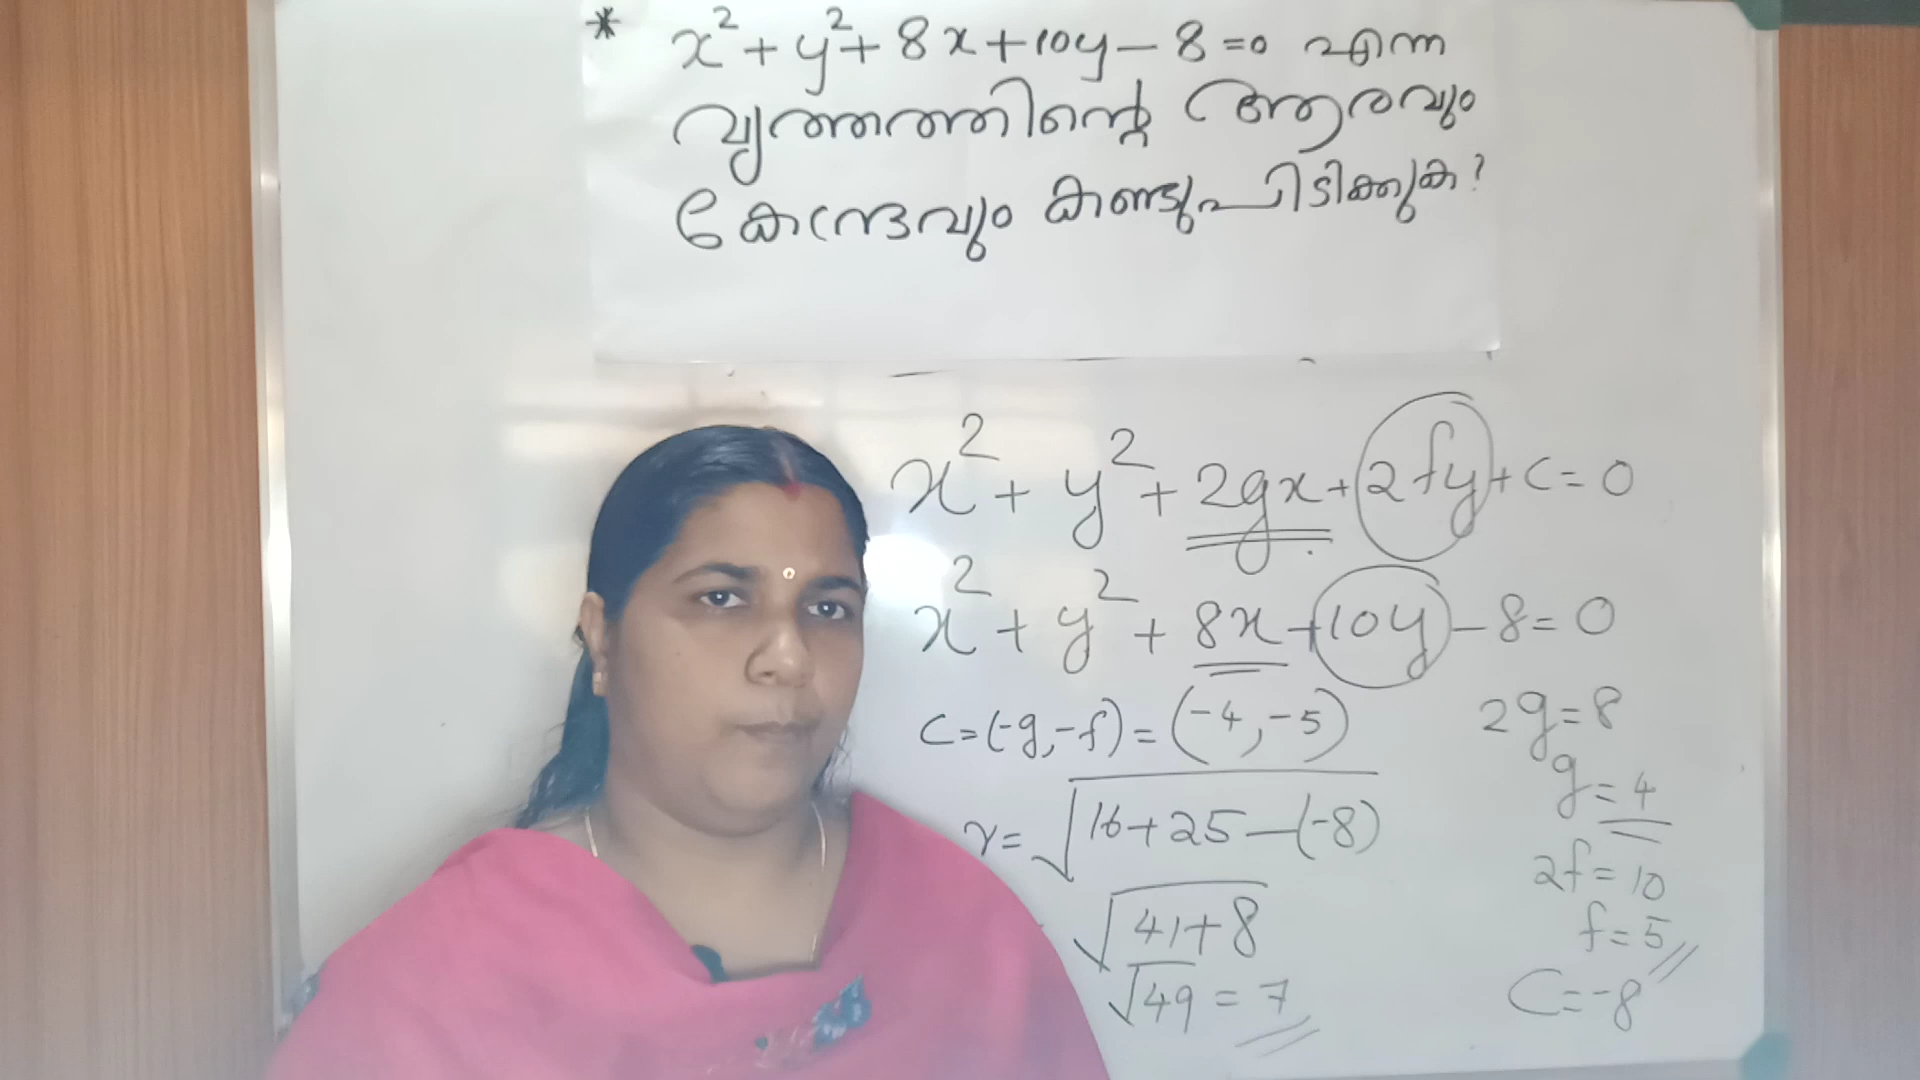 * x²+y²+8x+10y-8=0 എന്ന
വൃത്തത്തിന്റെ ആരവും
കേന്ദ്രവും കണ്ടുപിടിക്കുക?
x²+y²+2gx+2fy+c=0
x²+y²+8x+10y-8=0
C=(-g,-f)=(-4,-5)
r=√16+25-(-8)
√41+8
√49=7
2g=8
g=4
2f=10
f=5
C=-8